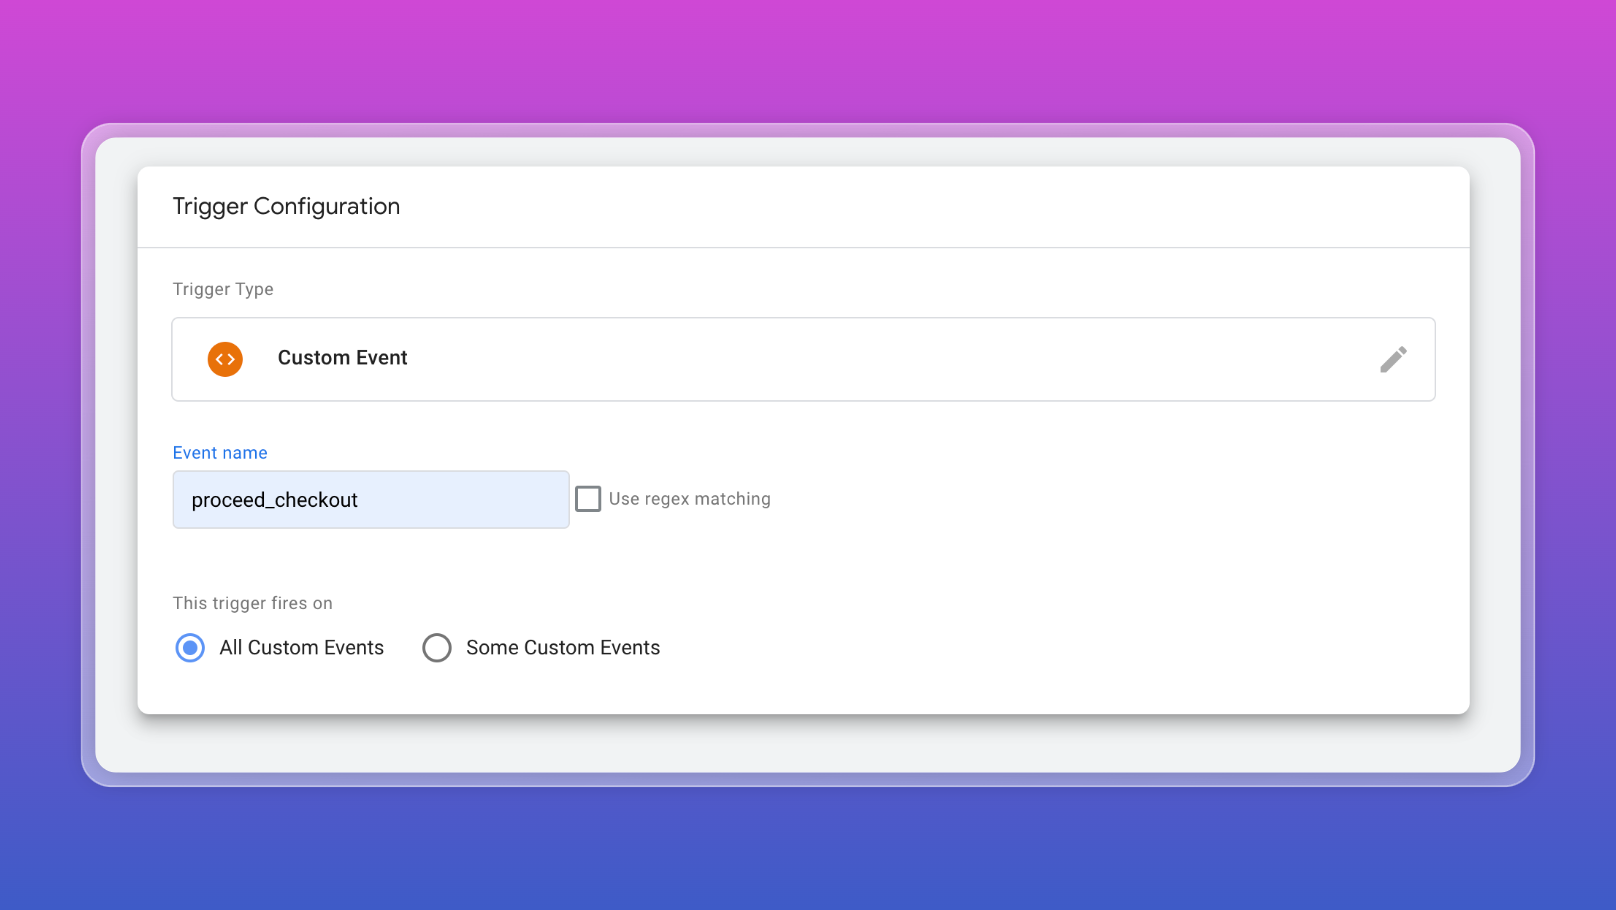 Trigger Configuration
Trigger Type
Custom Event
Event name
proceed_checkout
Use regex matching
This trigger fires on
All Custom Events
Some Custom Events